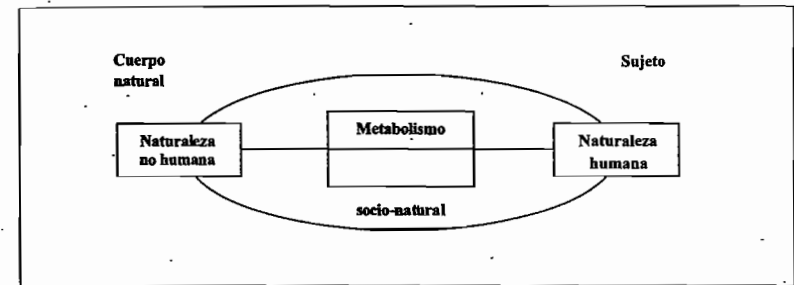 Cuerpo
natural
Sujeto
Naturaleza
no humana
Metabolismo
Naturaleza
humana
socio-natural